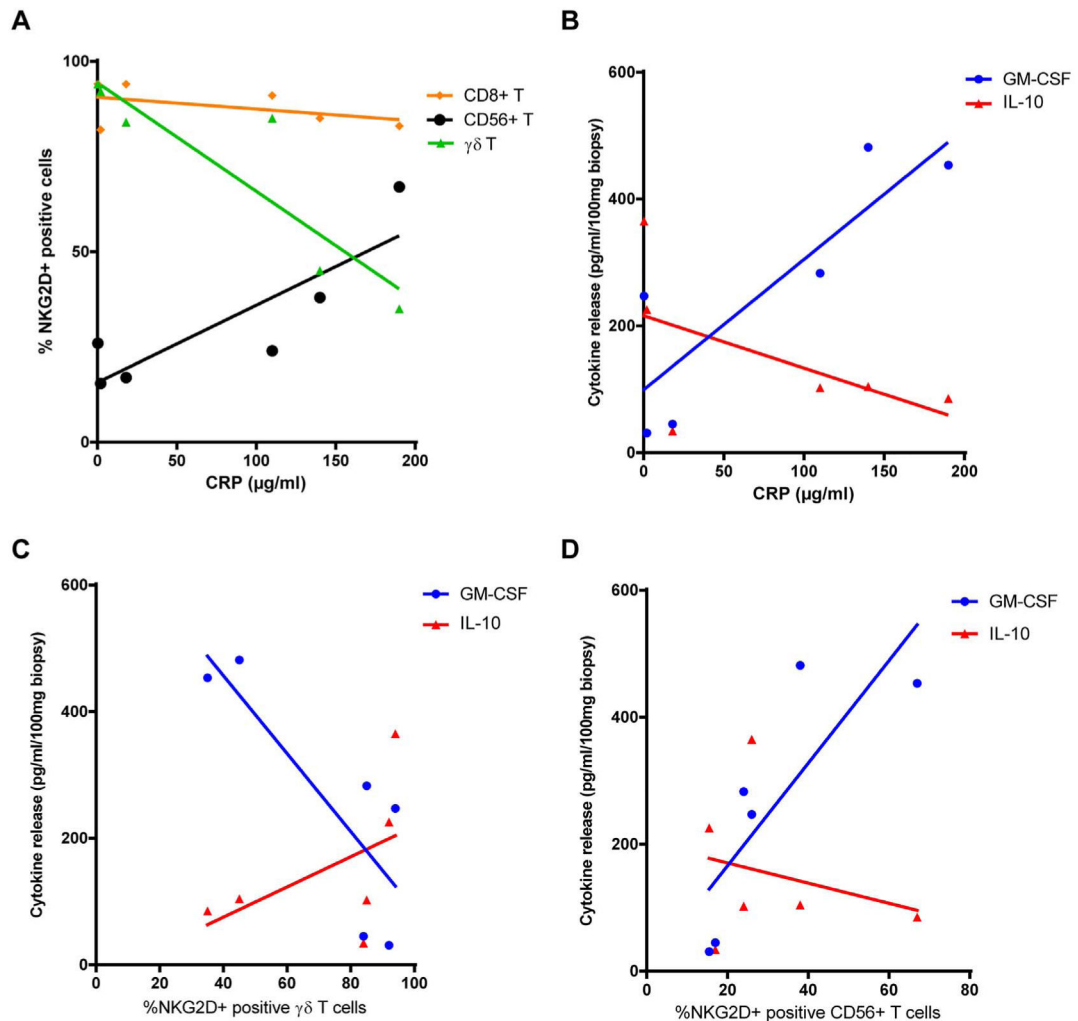 A
% NKG2D+ positive cells
100
50
0
0 50 100 150 200
CRP (µg/ml)
CD8+ T
CD56+ T
γδ T
B
Cytokine release (pg/ml/100mg biopsy)
600
400
200
0
0 50 100 150 200
CRP (µg/ml)
GM-CSF
IL-10
C
Cytokine release (pg/ml/100mg biopsy)
600
400
200
0
0 20 40 60 80 100
%NKG2D+ positive γδ T cells
GM-CSF
IL-10
D
Cytokine release (pg/ml/100mg biopsy)
600
400
200
0
0 20 40 60 80
%NKG2D+ positive CD56+ T cells
GM-CSF
IL-10